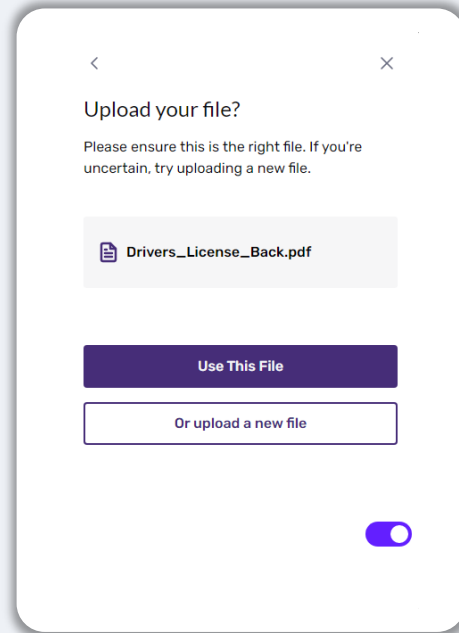 Upload your file?
Please ensure this is the right file. If you're
uncertain, try uploading a new file.
Drivers_License_Back.pdf
Use This File
Or upload a new file